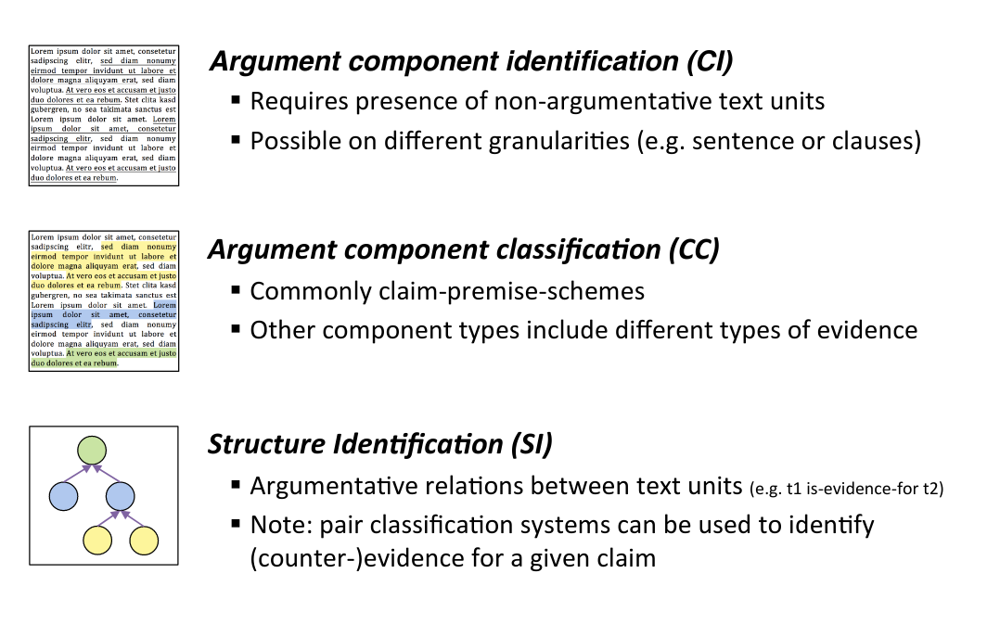 Lorem ipsum dolor sit amet, consetetur
sadipscing elitr, sed diam nonumy
eirmod tempor invidunt ut labore et
dolore magna aliquyam erat, sed diam
voluptua. At vero eos et accusam et justo
duo dolores et ea rebum. Stet clita kasd
gubergren, no sea takimata sanctus est
Lorem ipsum dolor sit amet. Lorem
ipsum dolor sit amet, consetetur
sadipscing elitr, sed diam nonumy
eirmod tempor invidunt ut labore et
dolore magna aliquyam erat, sed diam
voluptua. At vero eos et accusam et justo
duo dolores et ea rebum.
Argument component identification (CI)
▪ Requires presence of non-argumentative text units
▪ Possible on different granularities (e.g. sentence or clauses)
Lorem ipsum dolor sit amet, consetetur
sadipscing elitr, sed diam nonumy
eirmod tempor invidunt ut labore et
dolore magna aliquyam erat, sed diam
voluptua. At vero eos et accusam et justo
duo dolores et ea rebum. Stet clita kasd
gubergren, no sea takimata sanctus est
Lorem ipsum dolor sit amet. Lorem
ipsum dolor sit amet, consetetur
sadipscing elitr, sed diam nonumy
eirmod tempor invidunt ut labore et
dolore magna aliquyam erat, sed diam
voluptua. At vero eos et accusam et justo
duo dolores et ea rebum.
Argument component classification (CC)
▪ Commonly claim-premise-schemes
▪ Other component types include different types of evidence
Structure Identification (SI)
▪ Argumentative relations between text units (e.g. t1 is-evidence-for t2)
▪ Note: pair classification systems can be used to identify
(counter-)evidence for a given claim